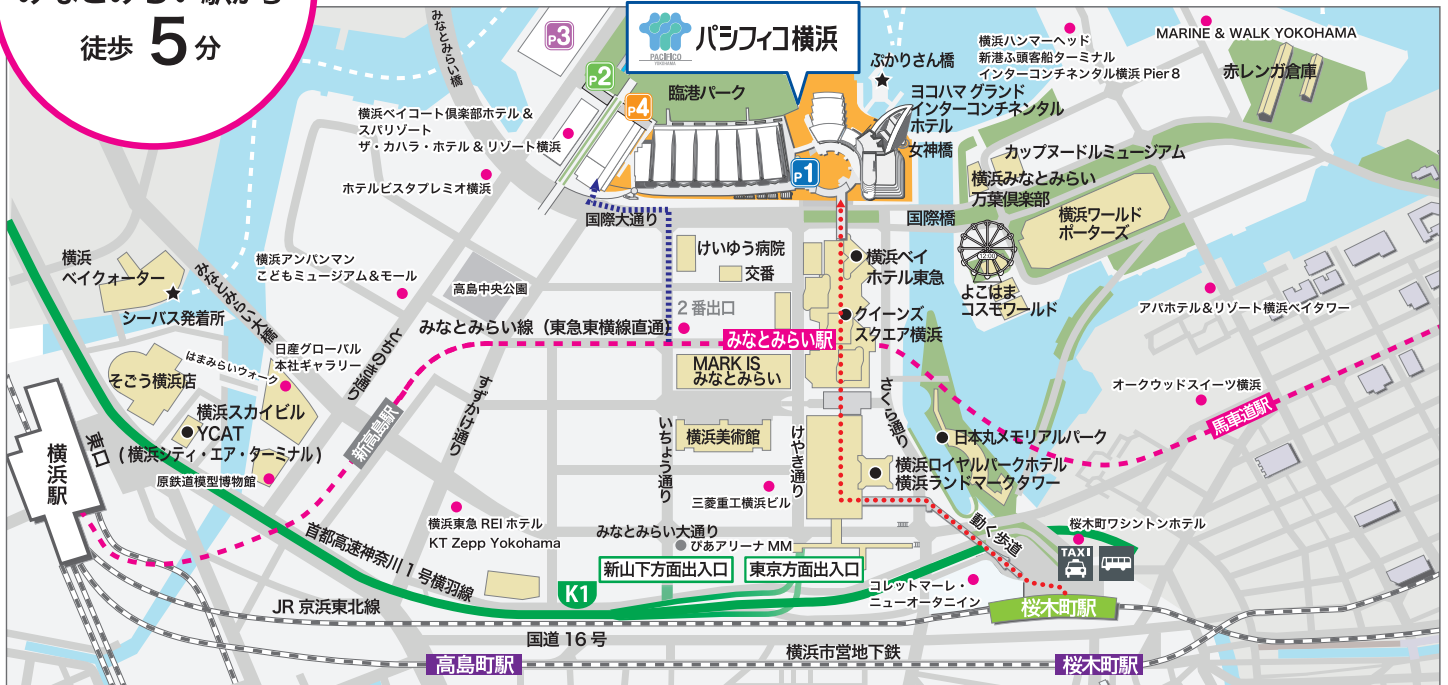 みなとみらい駅から
徒歩 5 分
みなとみらい橋
P3
P2
P4
PACIFICO
YOKOHAMA
パシフィコ横浜
臨港パーク
ぷかりさん橋
横浜ハンマーヘッド
新港ふ頭客船ターミナル
インターコンチネンタル横浜 Pier 8
MARINE & WALK YOKOHAMA
赤レンガ倉庫
横浜ベイコート倶楽部ホテル &
スパリゾート
ザ・カハラ・ホテル & リゾート横浜
ヨコハマ グランド
インターコンチネンタル
ホテル
女神橋
カップヌードルミュージアム
P1
ホテルビスタプレミオ横浜
横浜みなとみらい
万葉倶楽部
横浜ワールド
ポーターズ
国際大通り
国際橋
横浜
ベイクォーター
シーバス発着所
みなとみらい大橋
横浜アンパンマン
こどもミュージアム＆モール
高島中央公園
けいゆう病院
交番
横浜ベイ
ホテル東急
12:00
よこはま
コスモワールド
アパホテル＆リゾート横浜ベイタワー
2番出口
みなとみらい線（東急東横線直通）
みなとみらい駅
クイーンズ
スクエア横浜
MARK IS
みなとみらい
はまみらいウォーク
日産グローバル
本社ギャラリー
とちのき通り
そごう横浜店
すずかけ通り
さくら通り
オークウッドスイーツ横浜
馬車道駅
新高島駅
横浜スカイビル
YCAT
(横浜シティ・エア・ターミナル)
東口
横浜駅
原鉄道模型博物館
いちょう通り
横浜美術館
けやき通り
日本丸メモリアルパーク
横浜ロイヤルパークホテル
横浜ランドマークタワー
三菱重工横浜ビル
横浜東急 REI ホテル
KT Zepp Yokohama
みなとみらい大通り
ぴあアリーナ MM
動く歩道
桜木町ワシントンホテル
TAXI
首都高速神奈川1号横羽線
新山下方面出入口
東京方面出入口
K1
コレットマーレ・
ニューオータニイン
桜木町駅
JR 京浜東北線
国道 16 号
横浜市営地下鉄
高島町駅
桜木町駅